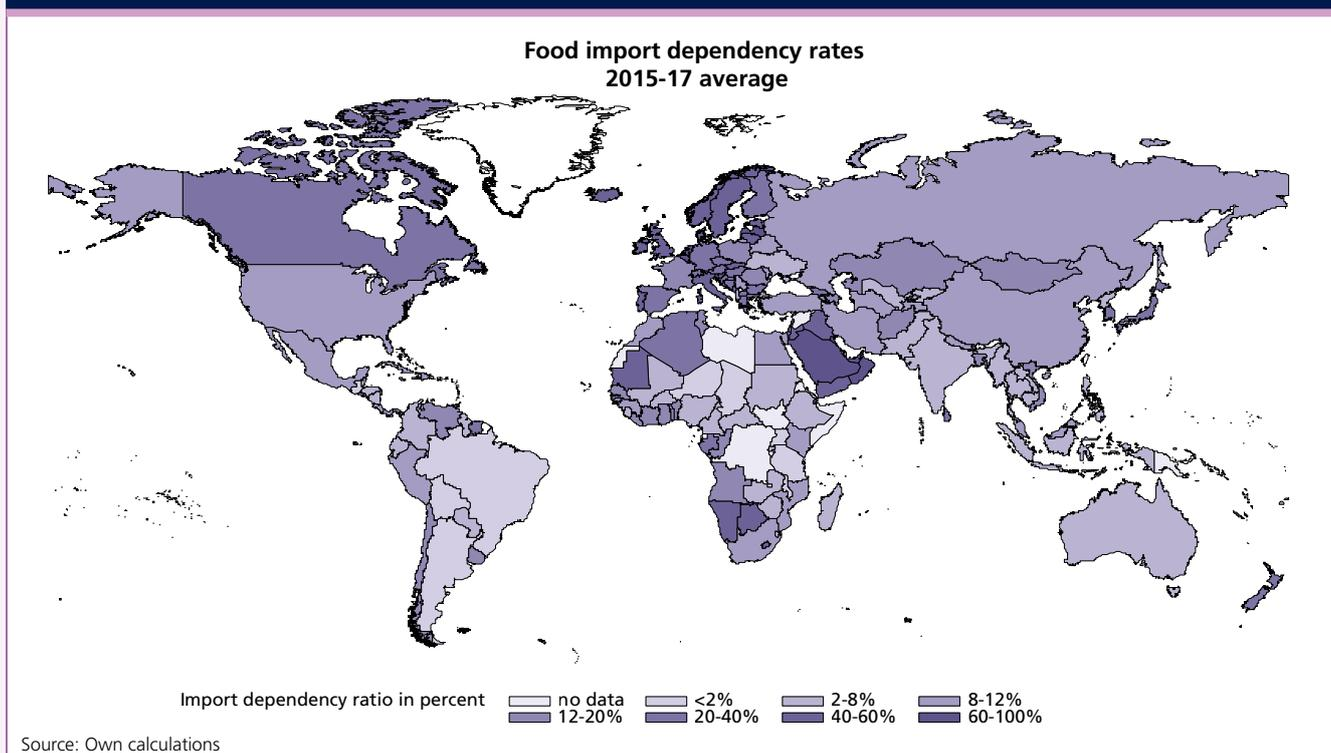 Food import dependency rates
2015-17 average
Import dependency ratio in percent
no data <2% 2-8% 8-12%
12-20% 20-40% 40-60% 60-100%
Source: Own calculations